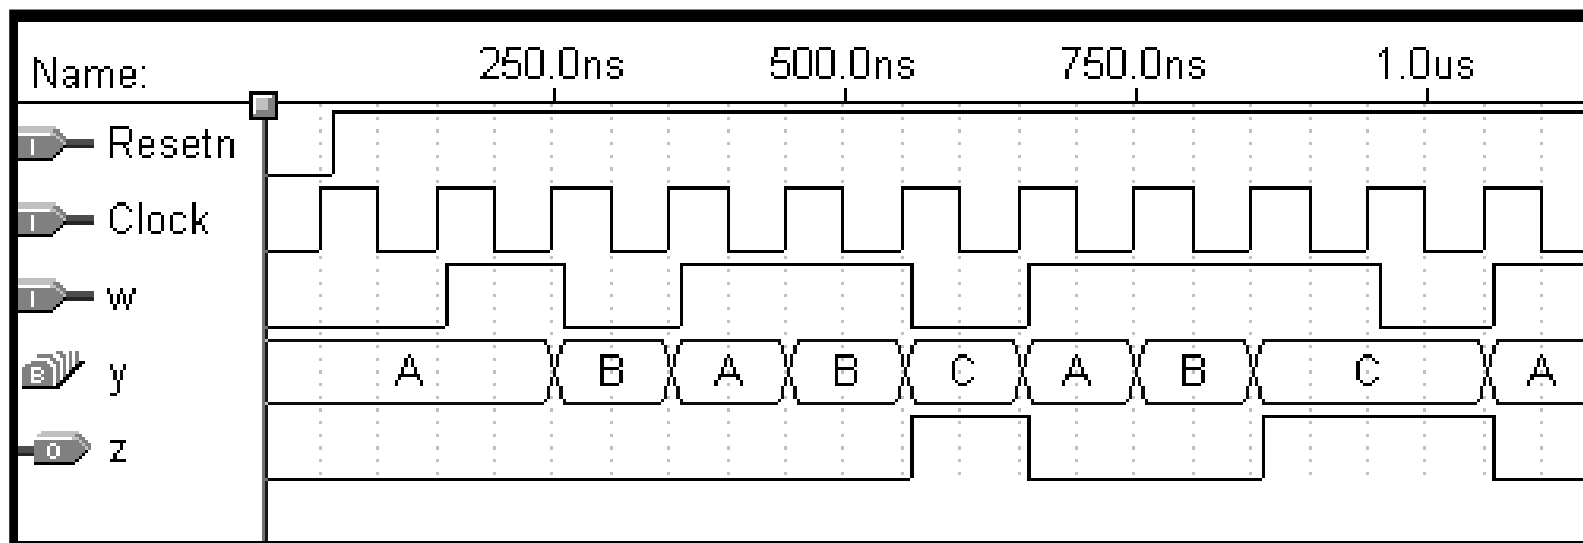 Name: 250.0ns 500.0ns 750.0ns 1.0us
I Resetn
I Clock
I w
B y A B A B C A B C A
O z